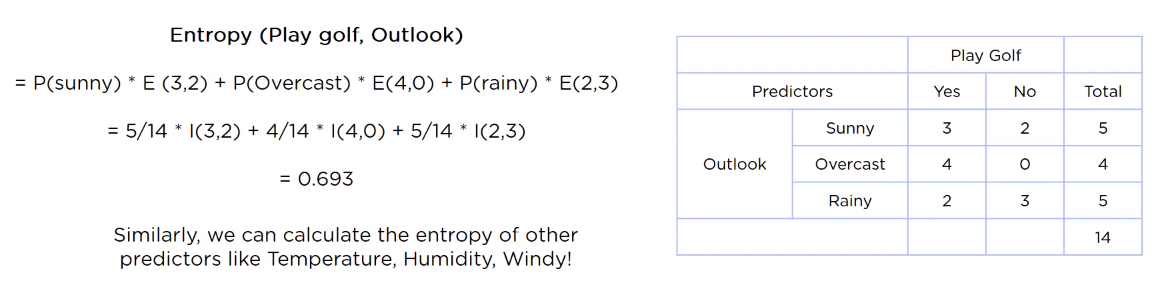 Entropy (Play golf, Outlook)
= P(sunny) * E (3,2) + P(Overcast) * E(4,0) + P(rainy) * E(2,3)
= 5/14 * I(3,2) + 4/14 * I(4,0) + 5/14 * I(2,3)
= 0.693
Similarly, we can calculate the entropy of other
predictors like Temperature, Humidity, Windy!
Play Golf
Predictors Yes No Total
Sunny 3 2 5
Outlook Overcast 4 0 4
Rainy 2 3 5
14